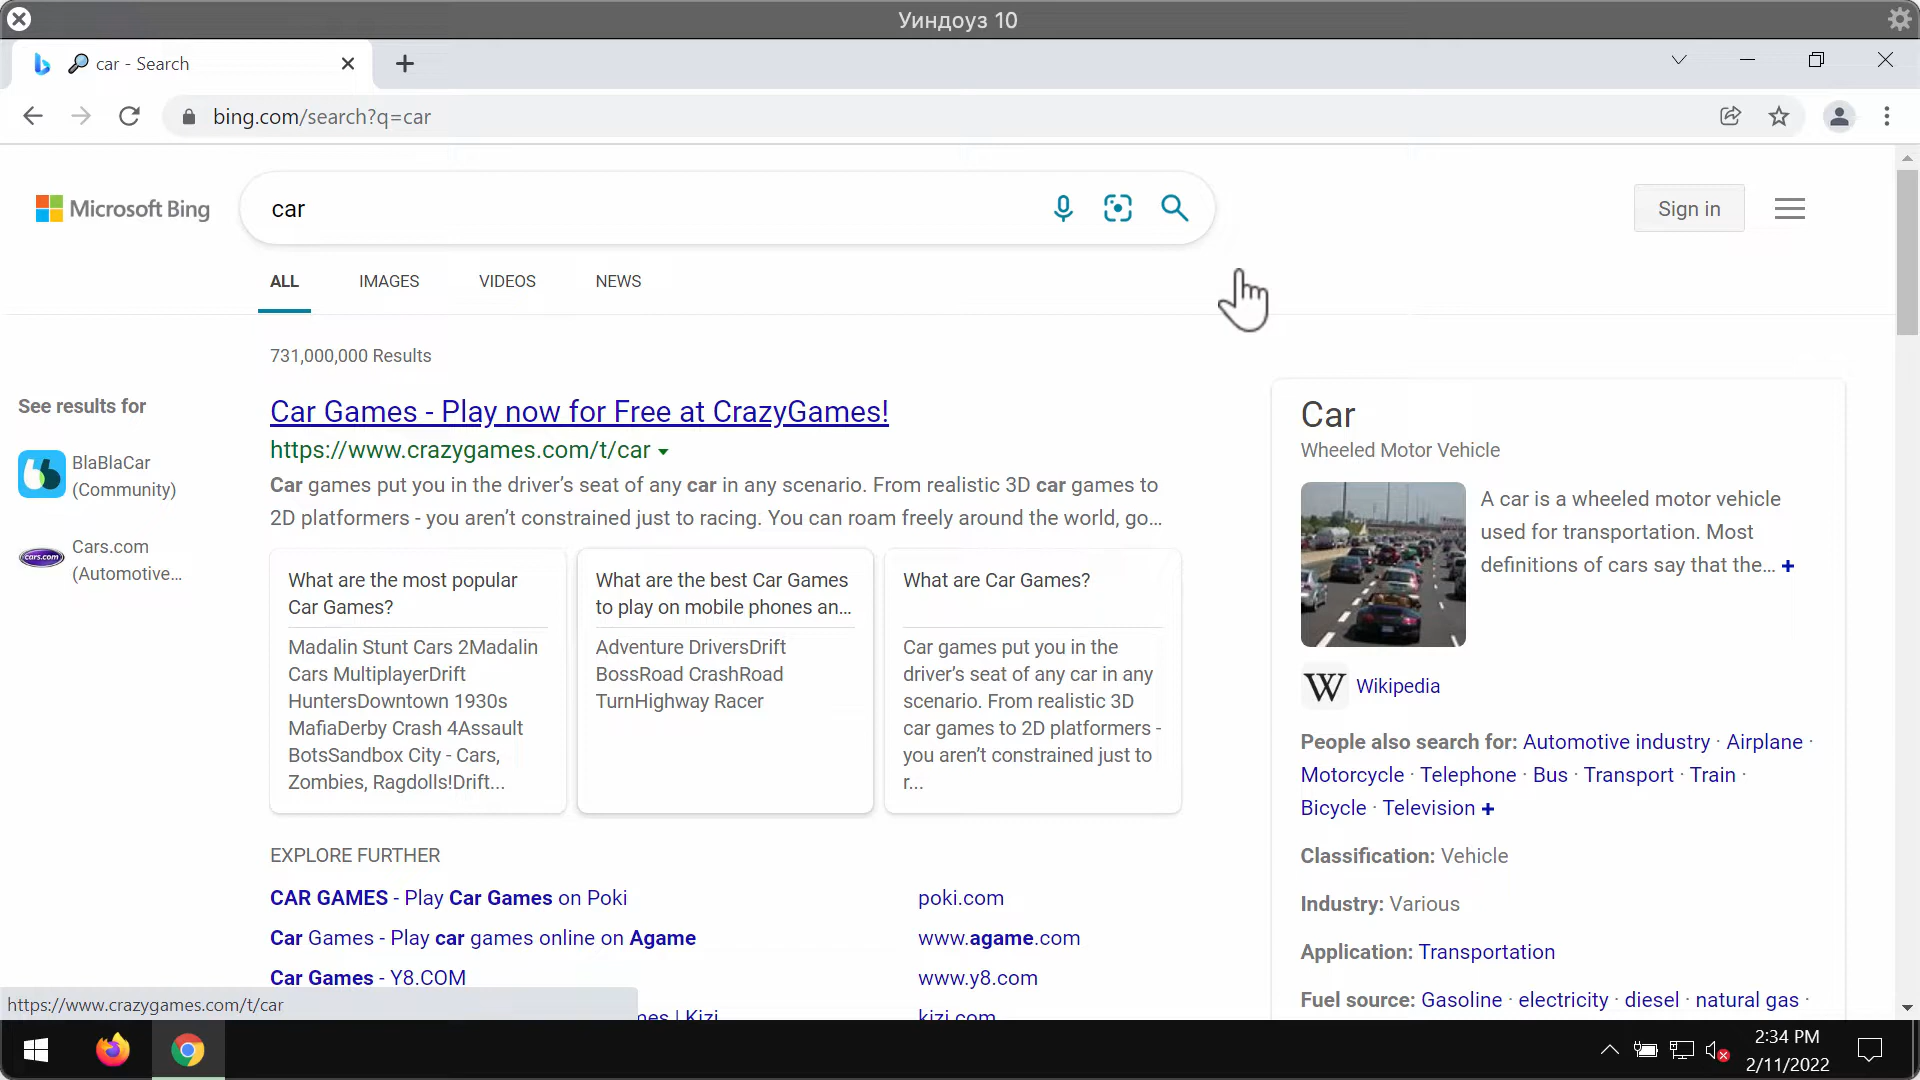 Уиндоуз 10
car - Search
bing.com/search?q=car
Microsoft Bing
car
Sign in
ALL IMAGES VIDEOS NEWS
731,000,000 Results
See results for
BlaBlaCar
(Community)
Cars.com
(Automotive...
cars.com
Car Games - Play now for Free at CrazyGames!
https://www.crazygames.com/t/car
Car games put you in the driver's seat of any car in any scenario. From realistic 3D car games to
2D platformers - you aren't constrained just to racing. You can roam freely around the world, go...
What are the most popular
Car Games?
Madalin Stunt Cars 2Madalin
Cars MultiplayerDrift
HuntersDowntown 1930s
MafiaDerby Crash 4Assault
BotsSandbox City - Cars,
Zombies, Ragdolls!Drift...
What are the best Car Games
to play on mobile phones an...
Adventure DriversDrift
BossRoad CrashRoad
TurnHighway Racer
What are Car Games?
Car games put you in the
driver's seat of any car in any
scenario. From realistic 3D
car games to 2D platformers -
you aren't constrained just to
r...
EXPLORE FURTHER
CAR GAMES - Play Car Games on Poki poki.com
Car Games - Play car games online on Agame www.agame.com
Car Games - Y8.COM www.y8.com
mes | Kizi kizi.com
Car
Wheeled Motor Vehicle
A car is a wheeled motor vehicle
used for transportation. Most
definitions of cars say that the... +
W Wikipedia
People also search for: Automotive industry · Airplane ·
Motorcycle · Telephone · Bus · Transport · Train ·
Bicycle · Television +
Classification: Vehicle
Industry: Various
Application: Transportation
Fuel source: Gasoline · electricity · diesel · natural gas ·
https://www.crazygames.com/t/car
2:34 PM
2/11/2022